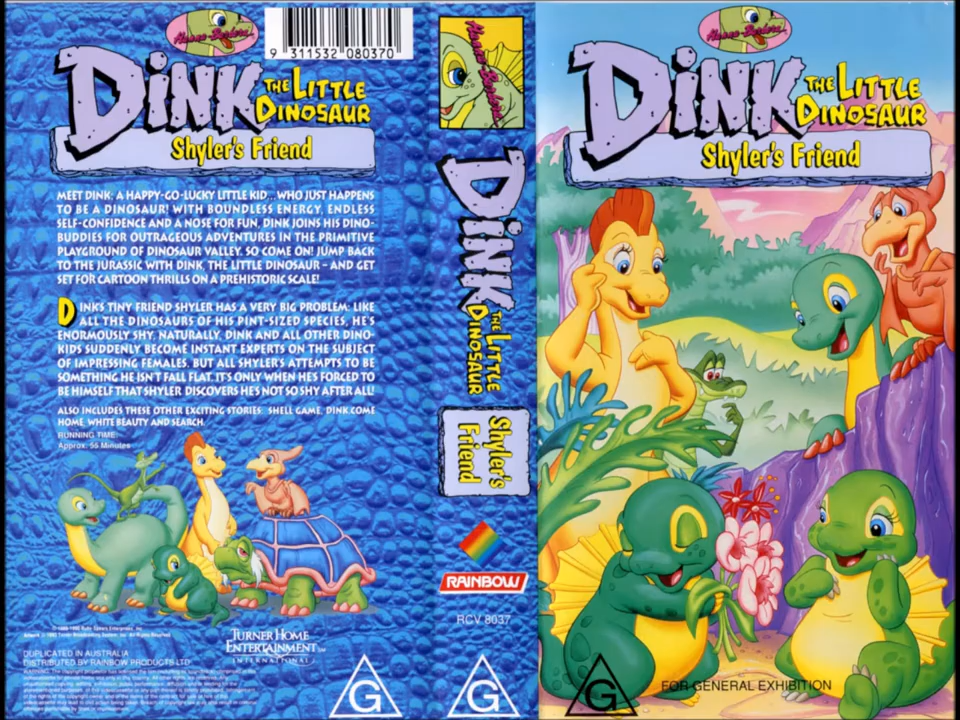 Hanna-Barbera
9 311532 080370
DINK
THE LITTLE
DINOSAUR
Shyler's Friend
MEET DINK: A HAPPY-GO-LUCKY LITTLE KID...WHO JUST HAPPENS
TO BE A DINOSAUR! WITH BOUNDLESS ENERGY, ENDLESS
SELF-CONFIDENCE AND A NOSE FOR FUN, DINK JOINS HIS DINO-
BUDDIES FOR OUTRAGEOUS ADVENTURES IN THE PRIMITIVE
PLAYGROUND OF DINOSAUR VALLEY. SO COME ON! JUMP BACK
TO THE JURASSIC WITH DINK, THE LITTLE DINOSAUR – AND GET
SET FOR CARTOON THRILLS ON A PREHISTORIC SCALE!
DINK'S TINY FRIEND SHYLER HAS A VERY BIG PROBLEM: LIKE
ALL THE DINOSAURS OF HIS PINT-SIZED SPECIES, HE'S
ENORMOUSLY SHY. NATURALLY, DINK AND ALL OTHER DINO-
KIDS SUDDENLY BECOME INSTANT EXPERTS ON THE SUBJECT
OF IMPRESSING FEMALES. BUT ALL SHYLER'S ATTEMPTS TO BE
SOMETHING HE ISN'T FALL FLAT. IT'S ONLY WHEN HE'S FORCED TO
BE HIMSELF THAT SHYLER DISCOVERS HE'S NOT SO SHY AFTER ALL!
ALSO INCLUDES THESE OTHER EXCITING STORIES: SHELL GAME, DINK COME
HOME, WHITE BEAUTY AND SEARCH.
RUNNING TIME:
Approx. 55 Minutes
TURNER HOME
ENTERTAINMENT
INTERNATIONAL
DUPLICATED IN AUSTRALIA
DISTRIBUTED BY RAINBOW PRODUCTS LTD
G
Hanna-Barbera
DINK
THE LITTLE
DINOSAUR
Shyler's
Friend
RAINBOW
RCV 8037
G
Hanna-Barbera
DINK
THE LITTLE
DINOSAUR
Shyler's Friend
G
FOR GENERAL EXHIBITION